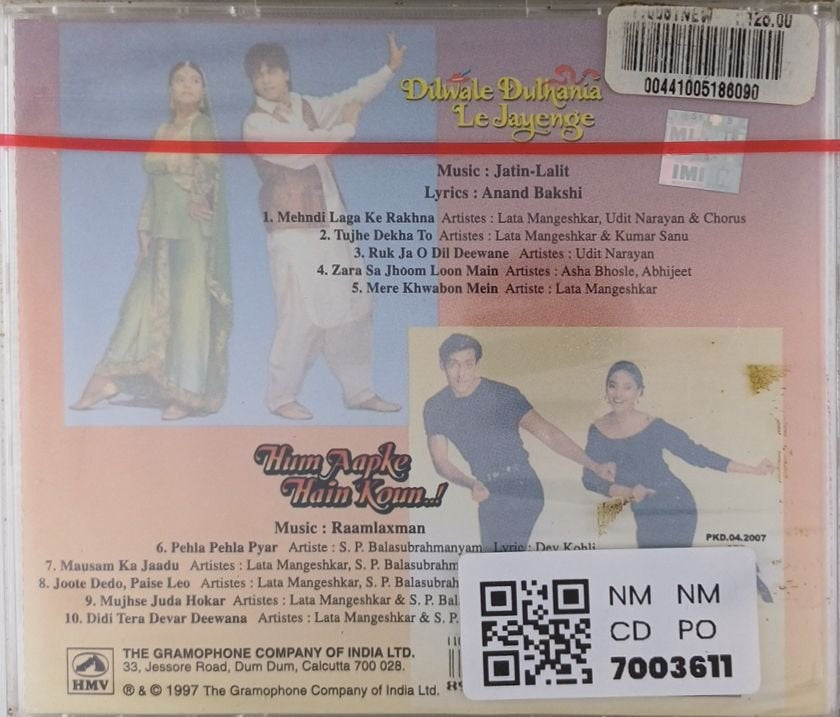 128.00
00441005186090
Dilwale Dulhania
Le Jayenge
IMI
Music : Jatin-Lalit
Lyrics : Anand Bakshi
1. Mehndi Laga Ke Rakhna Artistes : Lata Mangeshkar, Udit Narayan & Chorus
2. Tujhe Dekha To Artistes : Lata Mangeshkar & Kumar Sanu
3. Ruk Ja O Dil Deewane Artistes : Udit Narayan
4. Zara Sa Jhoom Loon Main Artistes : Asha Bhosle, Abhijeet
5. Mere Khwabon Mein Artiste : Lata Mangeshkar
Hum Aapke
Hain Koun..!
Music : Raamlaxman
PKD.04.2007
6. Pehla Pehla Pyar Artiste : S. P. Balasubrahmanyam Lyric : Dev Kohli
7. Mausam Ka Jaadu Artistes : Lata Mangeshkar, S. P.
8. Joote Dedo, Paise Leo Artistes : Lata Mangeshkar, S. P.
9. Mujhse Juda Hokar Artistes : Lata Mangeshkar & S. P.
10. Didi Tera Devar Deewana Artistes : Lata Mangeshkar & S. P.
NM NM
CD PO
7003611
HMV
THE GRAMOPHONE COMPANY OF INDIA LTD.
33, Jessore Road, Dum Dum, Calcutta 700 028.
℗ & © 1997 The Gramophone Company of India Ltd.